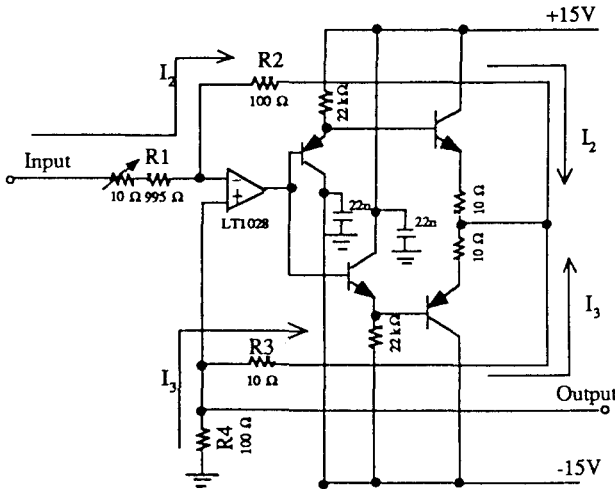 +15V
I2
R2
100 Ω
22 kΩ
I2
Input
R1
10 Ω 995 Ω
−
+
LT1028
22n
22n
10 Ω
10 Ω
I3
R3
10 Ω
22 kΩ
I3
Output
R4
100 Ω
-15V